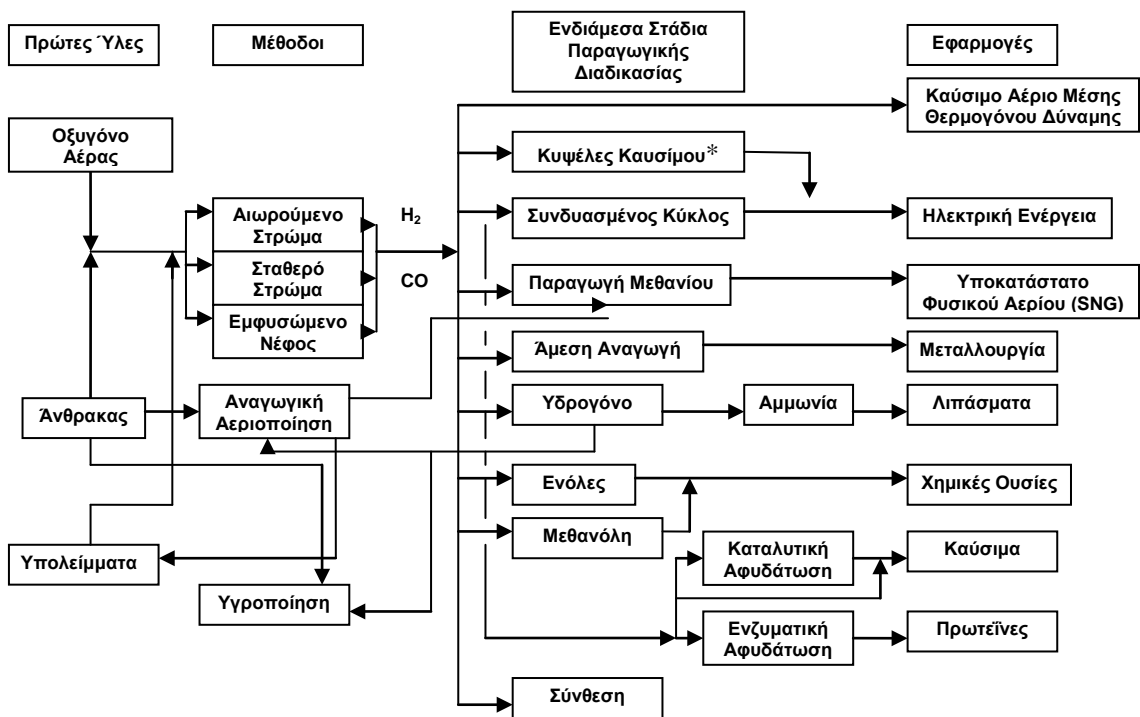 Πρώτες Ύλες
Μέθοδοι
Ενδιάμεσα Στάδια
Παραγωγικής
Διαδικασίας
Εφαρμογές
Καύσιμο Αέριο Μέσης
Θερμογόνου Δύναμης
Οξυγόνο
Αέρας
Κυψέλες Καυσίμου*
Αιωρούμενο
Στρώμα
H₂
Συνδυασμένος Κύκλος
Ηλεκτρική Ενέργεια
Σταθερό
Στρώμα
CO
Παραγωγή Μεθανίου
Υποκατάστατο
Φυσικού Αερίου (SNG)
Εμφυσώμενο
Νέφος
Άμεση Αναγωγή
Μεταλλουργία
Άνθρακας
Αναγωγική
Αεριοποίηση
Υδρογόνο
Αμμωνία
Λιπάσματα
Ενόλες
Χημικές Ουσίες
Μεθανόλη
Υπολείμματα
Καταλυτική
Αφυδάτωση
Καύσιμα
Υγροποίηση
Ενζυματική
Αφυδάτωση
Πρωτεΐνες
Σύνθεση